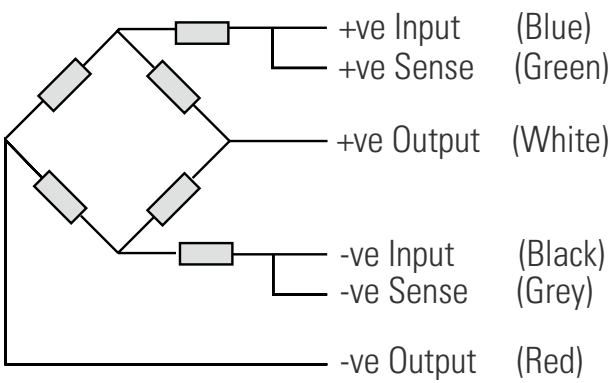 +ve Input (Blue)
+ve Sense (Green)
+ve Output (White)
-ve Input (Black)
-ve Sense (Grey)
-ve Output (Red)